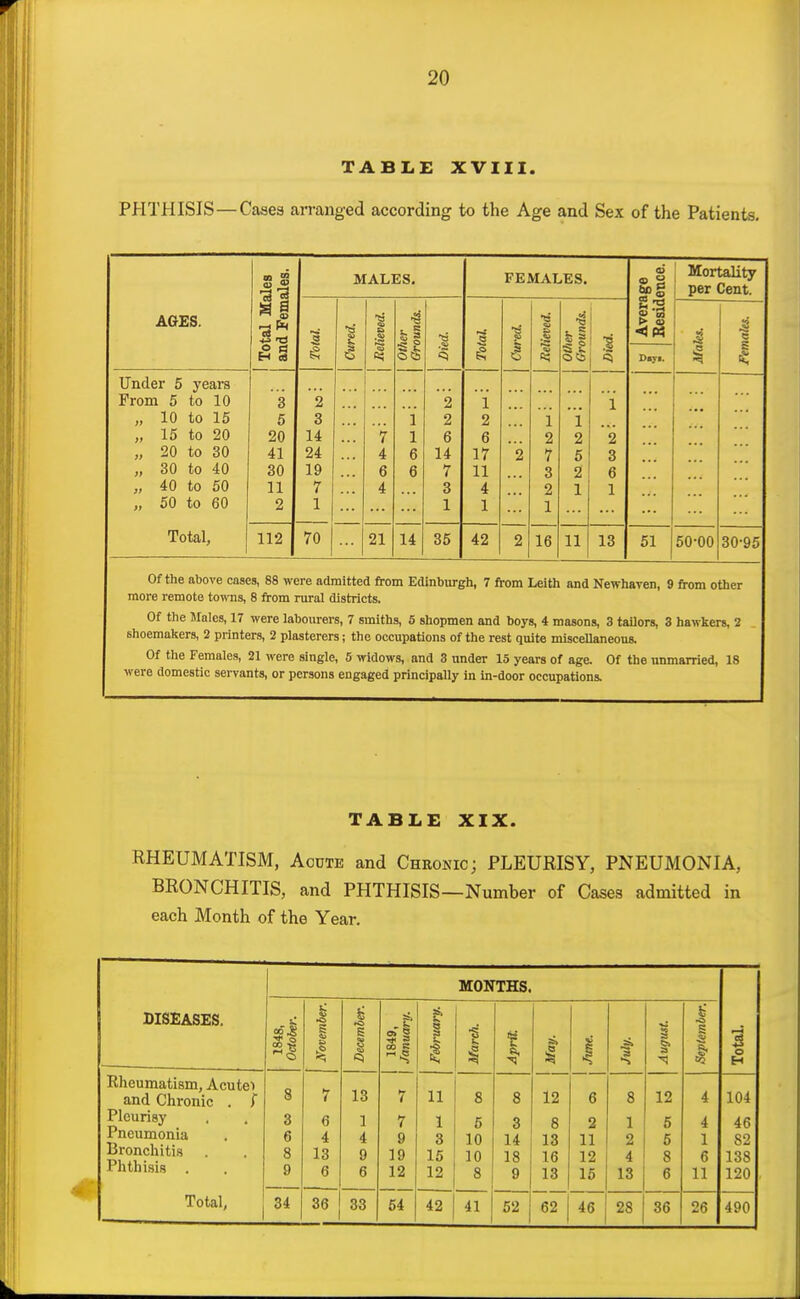 20
TABLE XVIII.
PHTHISIS—Cases arranged according to the Age and Sex of the Patients.
AGES. | Total Males and Females. | MALES. | FEMALES. | Average Residence. | Mortality per Cent.
Total. | Cured. | Relieved. | Other Grounds. | Died. | Total. | Cured. | Relieved. | Other Grounds. | Died. | Days. | Males. | Females.
Under 5 years | ... | ... | ... | ... | ... | ... | ... | ... | ... | ... | ... | ... | ... | ...
From 5 to 10 | 3 | 2 | ... | ... | ... | 2 | 1 | ... | ... | ... | 1 | ... | ... | ...
„ 10 to 15 | 5 | 3 | ... | ... | 1 | 2 | 2 | ... | 1 | 1 | ... | ... | ... | ...
„ 15 to 20 | 20 | 14 | ... | 7 | 1 | 6 | 6 | ... | 2 | 2 | 2 | ... | ... | ...
„ 20 to 30 | 41 | 24 | ... | 4 | 6 | 14 | 17 | 2 | 7 | 5 | 3 | ... | ... | ...
„ 30 to 40 | 30 | 19 | ... | 6 | 6 | 7 | 11 | ... | 3 | 2 | 6 | ... | ... | ...
„ 40 to 50 | 11 | 7 | ... | 4 | ... | 3 | 4 | ... | 2 | 1 | 1 | ... | ... | ...
„ 50 to 60 | 2 | 1 | ... | ... | ... | 1 | 1 | ... | 1 | ... | ... | ... | ... | ...
Total, | 112 | 70 | ... | 21 | 14 | 35 | 42 | 2 | 16 | 11 | 13 | 51 | 50·00 | 30·95
Of the above cases, 88 were admitted from Edinburgh, 7 from Leith and Newhaven, 9 from other
more remote towns, 8 from rural districts.
Of the Males, 17 were labourers, 7 smiths, 5 shopmen and boys, 4 masons, 3 tailors, 3 hawkers, 2
shoemakers, 2 printers, 2 plasterers; the occupations of the rest quite miscellaneous.
Of the Females, 21 were single, 5 widows, and 3 under 15 years of age. Of the unmarried, 18
were domestic servants, or persons engaged principally in in-door occupations.
TABLE XIX.
RHEUMATISM, Acute and Chronic; PLEURISY, PNEUMONIA,
BRONCHITIS, and PHTHISIS—Number of Cases admitted in
each Month of the Year.
DISEASES. | MONTHS. | Total.
1848, October. | November. | December. | 1849, January. | February. | March. | April. | May. | June. | July. | August. | September.
Rheumatism, Acute
and Chronic . | 8 | 7 | 13 | 7 | 11 | 8 | 8 | 12 | 6 | 8 | 12 | 4 | 104
Pleurisy . . | 3 | 6 | 1 | 7 | 1 | 5 | 3 | 8 | 2 | 1 | 5 | 4 | 46
Pneumonia . | 6 | 4 | 4 | 9 | 3 | 10 | 14 | 13 | 11 | 2 | 5 | 1 | 82
Bronchitis . . | 8 | 13 | 9 | 19 | 15 | 10 | 18 | 16 | 12 | 4 | 8 | 6 | 138
Phthisis . . | 9 | 6 | 6 | 12 | 12 | 8 | 9 | 13 | 15 | 13 | 6 | 11 | 120
Total, | 34 | 36 | 33 | 54 | 42 | 41 | 52 | 62 | 46 | 28 | 36 | 26 | 490